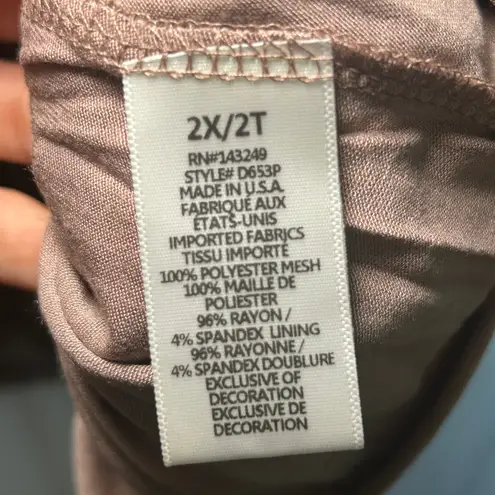 2X/2T
RN#143249
STYLE# D653P
MADE IN U.S.A.
FABRIQUÉ AUX
ÉTATS-UNIS
IMPORTED FABRICS
TISSU IMPORTÉ
100% POLYESTER MESH
100% MAILLE DE
POLIESTER
96% RAYON /
4% SPANDEX LINING
96% RAYONNE /
4% SPANDEX DOUBLURE
EXCLUSIVE OF
DECORATION
EXCLUSIVE DE
DECORATION